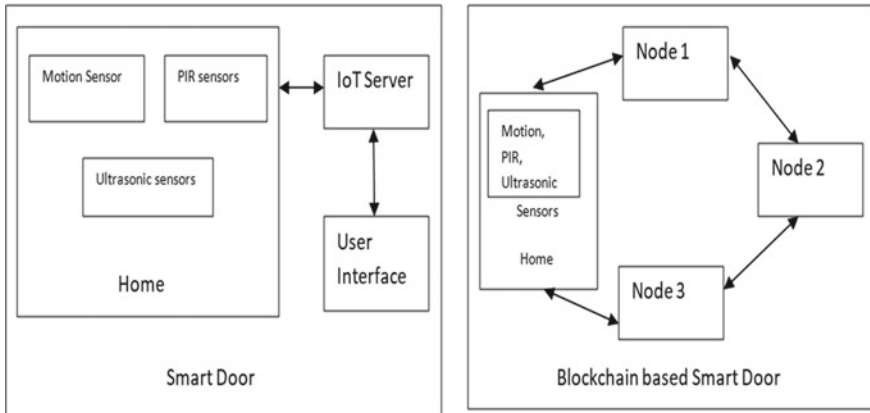 Motion Sensor
PIR sensors
IoT Server
Ultrasonic sensors
User
Interface
Home
Smart Door
Node 1
Motion,
PIR,
Ultrasonic
Sensors
Home
Node 2
Node 3
Blockchain based Smart Door